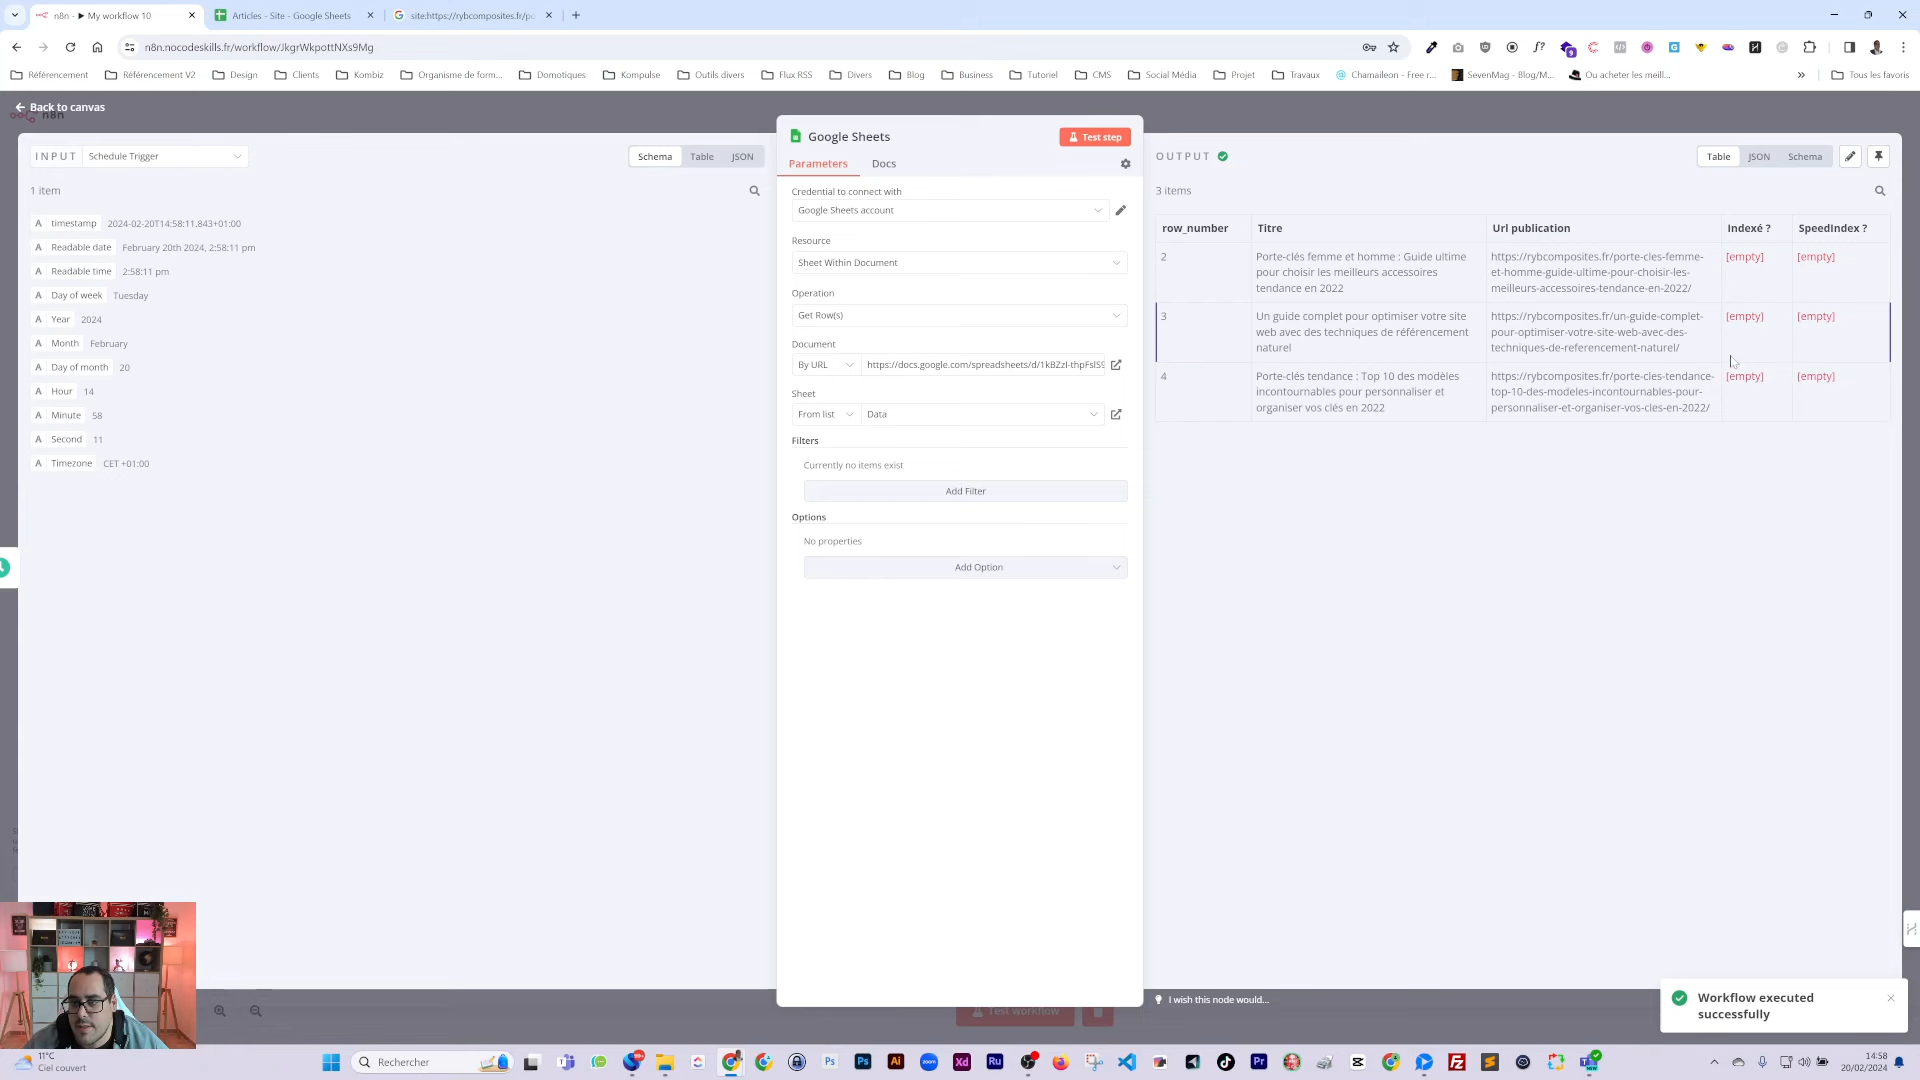 n8n - ▶ My workflow 10
Articles - Site - Google Sheets
site:https://rybcomposites.fr/po
n8n.nocodeskills.fr/workflow/JkgrWkpottNXs9Mg
Référencement
Référencement V2
Design
Clients
Kombiz
Organisme de form...
Domotiques
Kompulse
Outils divers
Flux RSS
Divers
Blog
Business
Tutoriel
CMS
Social Média
Projet
Travaux
Chamaileon - Free r...
SevenMag - Blog/M...
Ou acheter les meill...
Tous les favoris
Back to canvas
n8n
INPUT
Schedule Trigger
Schema
Table
JSON
1 item
A timestamp 2024-02-20T14:58:11.843+01:00
A Readable date February 20th 2024, 2:58:11 pm
A Readable time 2:58:11 pm
A Day of week Tuesday
A Year 2024
A Month February
A Day of month 20
A Hour 14
A Minute 58
A Second 11
A Timezone CET +01:00
Google Sheets
Test step
Parameters
Docs
Credential to connect with
Google Sheets account
Resource
Sheet Within Document
Operation
Get Row(s)
Document
By URL
https://docs.google.com/spreadsheets/d/1kBZzI-thpFslS9
Sheet
From list
Data
Filters
Currently no items exist
Add Filter
Options
No properties
Add Option
OUTPUT
Table
JSON
Schema
3 items
row_number
Titre
Url publication
Indexé ?
SpeedIndex ?
2
Porte-clés femme et homme : Guide ultime
pour choisir les meilleurs accessoires
tendance en 2022
https://rybcomposites.fr/porte-cles-femme-
et-homme-guide-ultime-pour-choisir-les-
meilleurs-accessoires-tendance-en-2022/
[empty]
[empty]
3
Un guide complet pour optimiser votre site
web avec des techniques de référencement
naturel
https://rybcomposites.fr/un-guide-complet-
pour-optimiser-votre-site-web-avec-des-
techniques-de-referencement-naturel/
[empty]
[empty]
4
Porte-clés tendance : Top 10 des modèles
incontournables pour personnaliser et
organiser vos clés en 2022
https://rybcomposites.fr/porte-cles-tendance-
top-10-des-modeles-incontournables-pour-
personnaliser-et-organiser-vos-cles-en-2022/
[empty]
[empty]
Test workflow
I wish this node would...
Workflow executed
successfully
11°C
Ciel couvert
Rechercher
14:58
20/02/2024